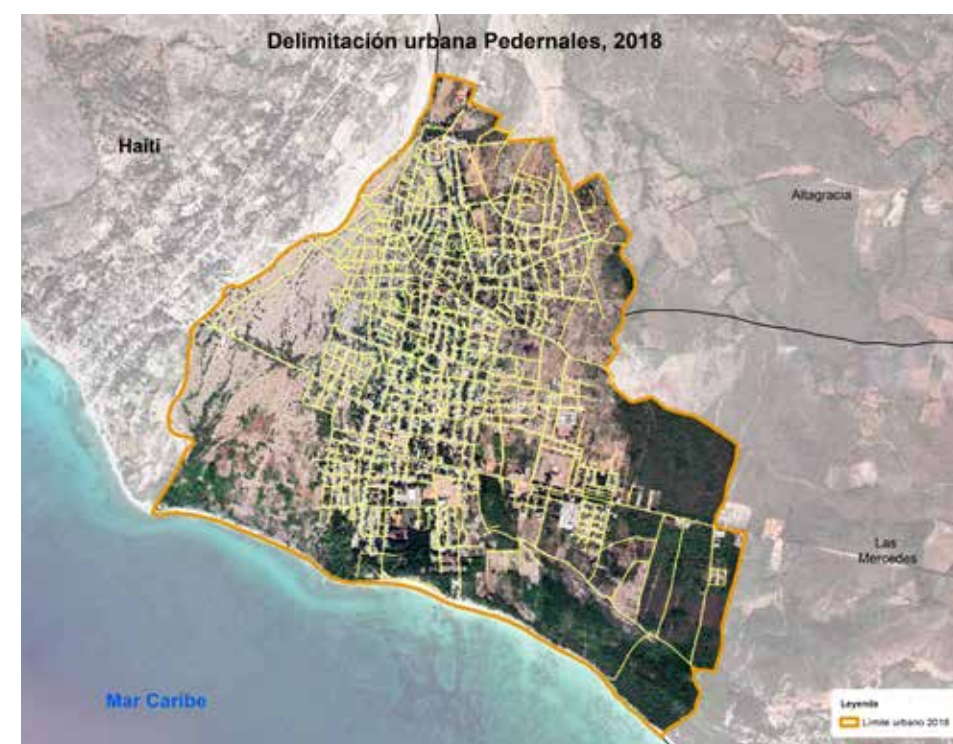 Delimitación urbana Pedernales, 2018
Haití
Altagracia
Las
Mercedes
Mar Caribe
Leyenda
Límite urbano 2018